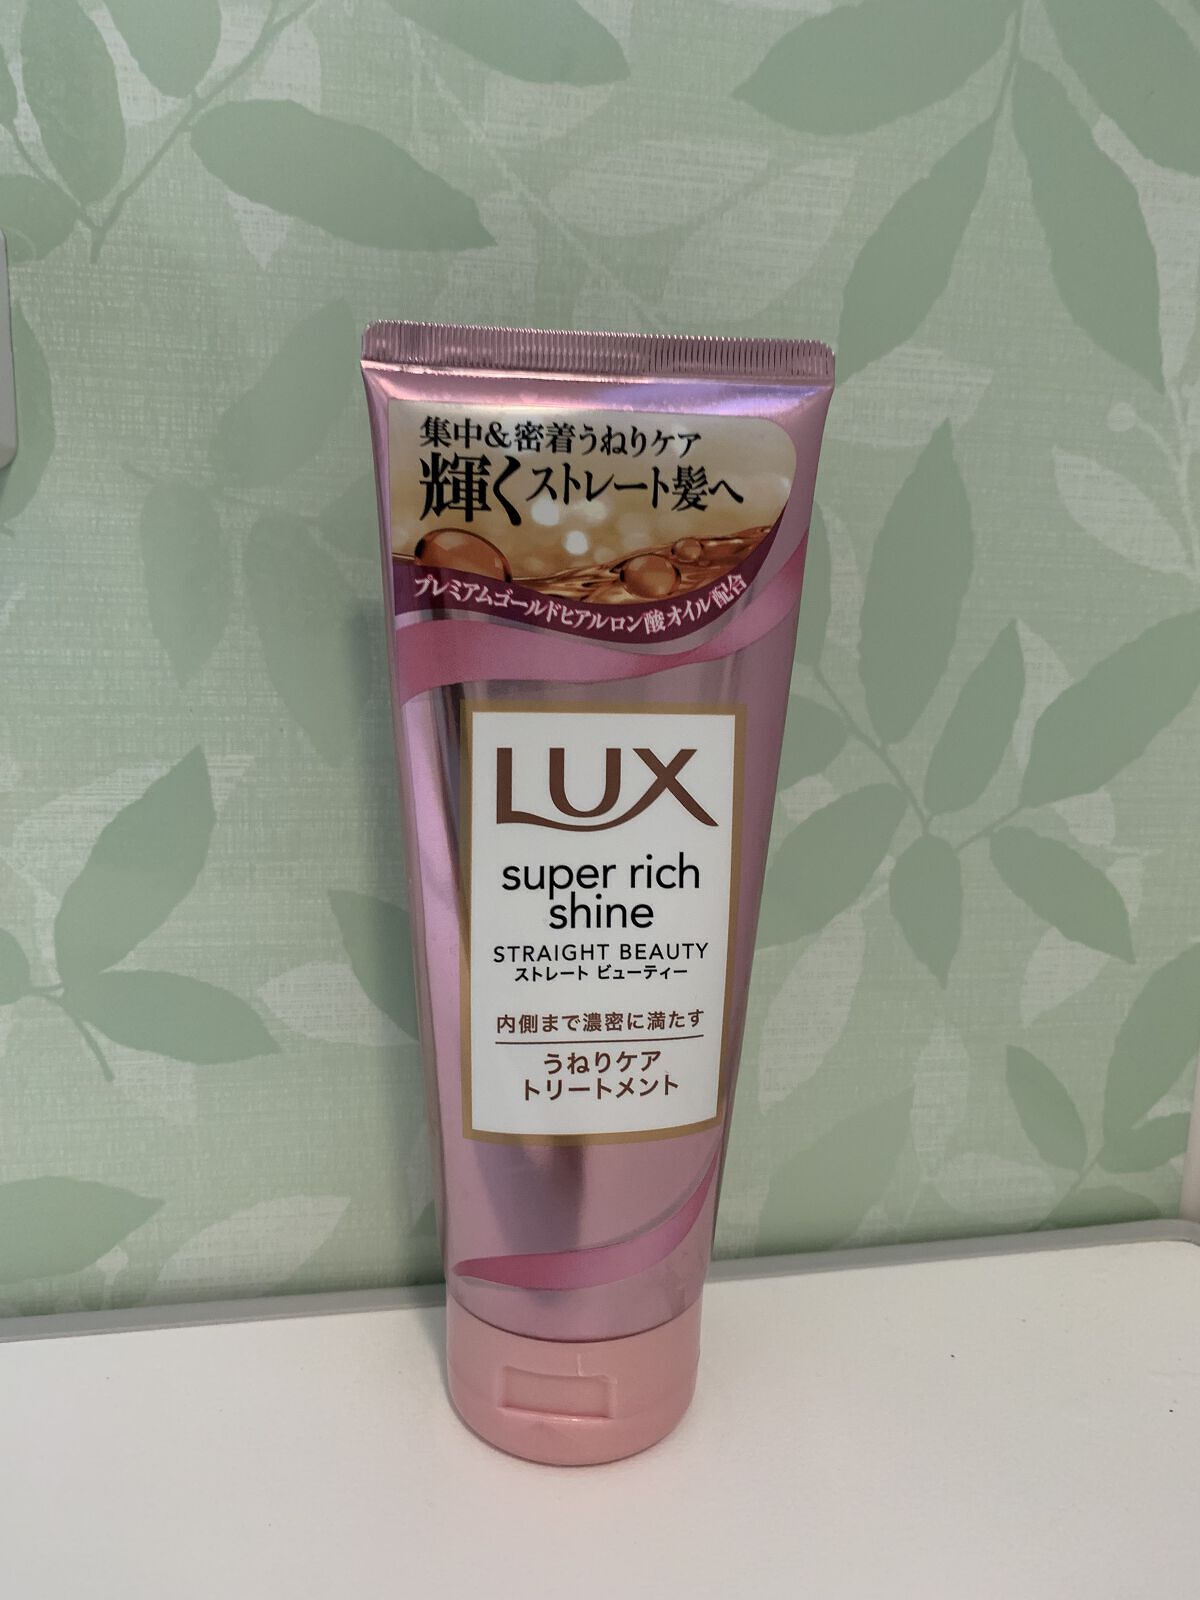 集中&密着うねりケア
輝くストレート髪へ
プレミアムゴールドヒアルロン酸オイル配合
LUX
super rich
shine
STRAIGHT BEAUTY
ストレート ビューティー
内側まで濃密に満たす
うねりケア
トリートメント